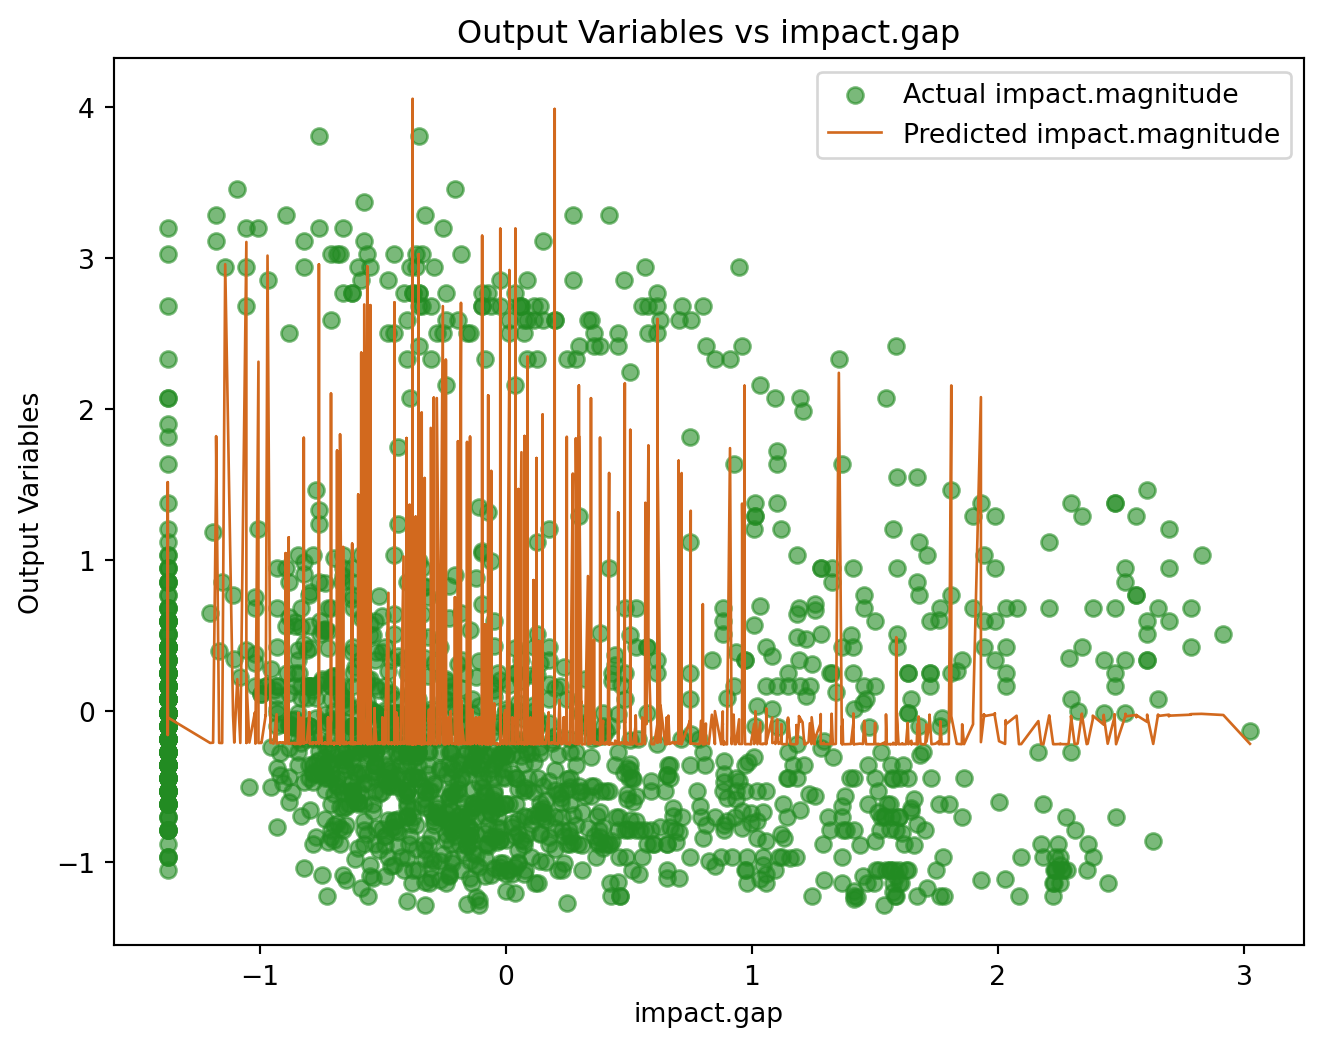 Output Variables vs impact.gap
Actual impact.magnitude
Predicted impact.magnitude
4
3
2
1
0
−1
Output Variables
−1
0
1
2
3
impact.gap